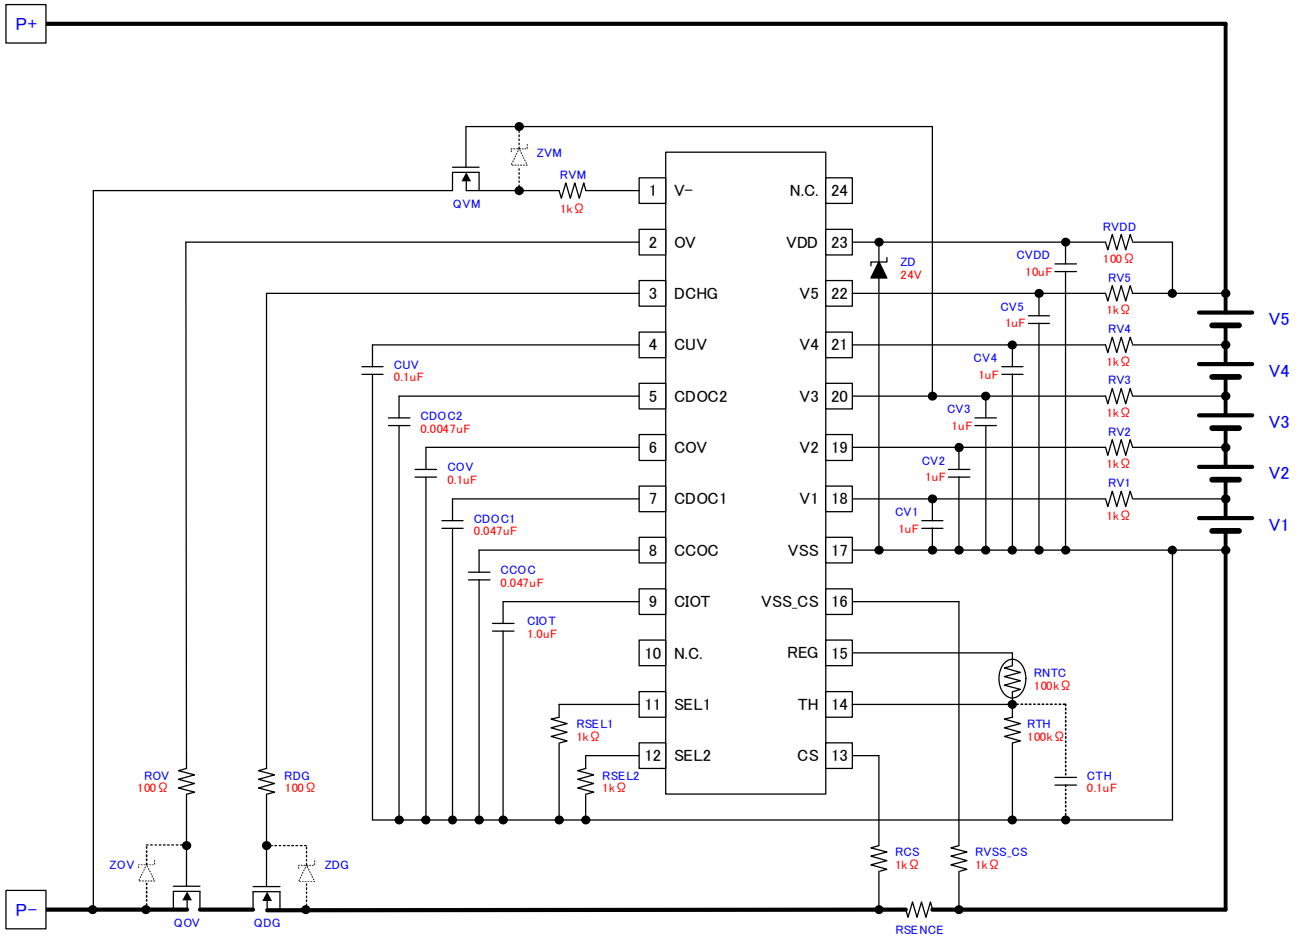 P+
ZVM
RVM
1kΩ
QVM
1
V-
N.C.
24
2
OV
VDD
23
RVDD
100Ω
CVDD
10uF
ZD
24V
3
DCHG
V5
22
RV5
1kΩ
CV5
1uF
V5
4
CUV
V4
21
RV4
1kΩ
CV4
1uF
V4
CUV
0.1uF
5
CDOC2
V3
20
RV3
1kΩ
CV3
1uF
V3
CDOC2
0.0047uF
6
COV
V2
19
RV2
1kΩ
CV2
1uF
V2
COV
0.1uF
7
CDOC1
V1
18
RV1
1kΩ
CV1
1uF
V1
CDOC1
0.047uF
8
CCOC
VSS
17
CCOC
0.047uF
9
CIOT
VSS_CS
16
CIOT
1.0uF
10
N.C.
REG
15
RNTC
100kΩ
11
SEL1
TH
14
RSEL1
1kΩ
RTH
100kΩ
12
SEL2
CS
13
RSEL2
1kΩ
CTH
0.1uF
ROV
100Ω
RDG
100Ω
ZOV
ZDG
RCS
1kΩ
RVSS_CS
1kΩ
P-
QOV
QDG
RSENCE